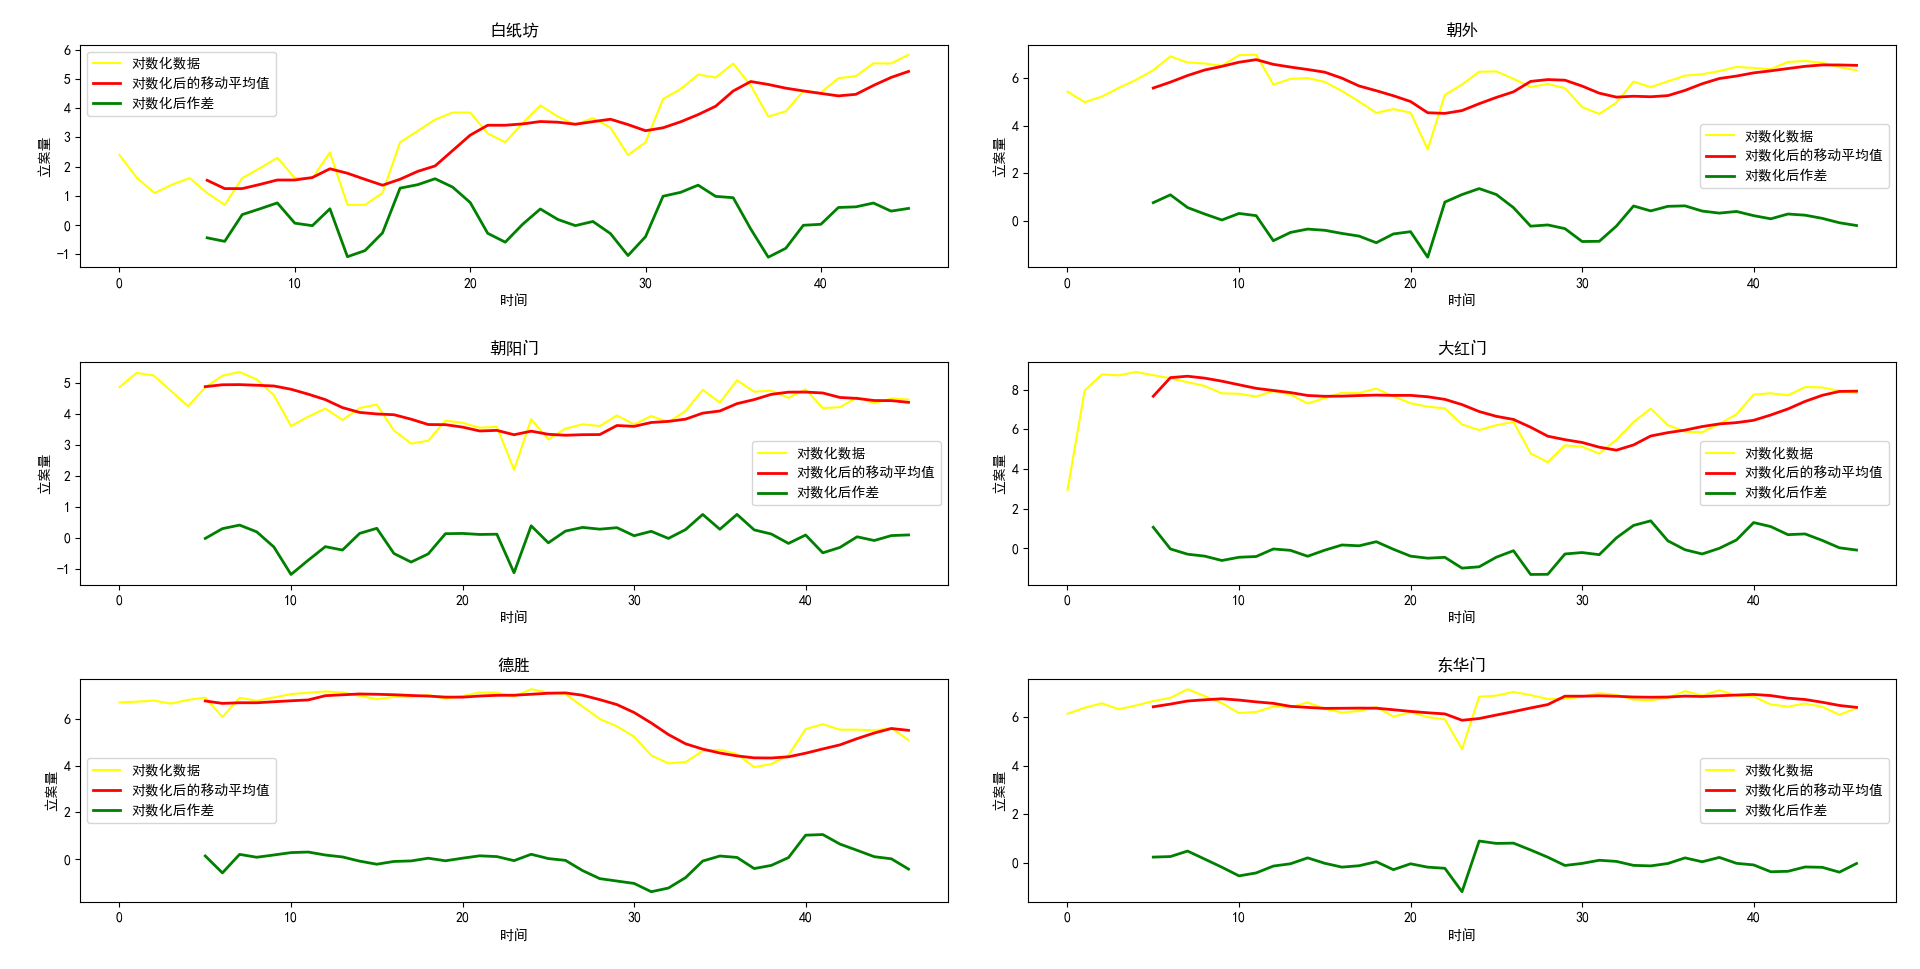 白纸坊
6
5
4
3
2
1
0
−1
立案量
对数化数据
对数化后的移动平均值
对数化后作差
0 10 20 30 40
时间
朝外
6
4
2
0
立案量
对数化数据
对数化后的移动平均值
对数化后作差
0 10 20 30 40
时间
朝阳门
5
4
3
2
1
0
−1
立案量
对数化数据
对数化后的移动平均值
对数化后作差
0 10 20 30 40
时间
大红门
8
6
4
2
0
立案量
对数化数据
对数化后的移动平均值
对数化后作差
0 10 20 30 40
时间
德胜
6
4
2
0
立案量
对数化数据
对数化后的移动平均值
对数化后作差
0 10 20 30 40
时间
东华门
6
4
2
0
立案量
对数化数据
对数化后的移动平均值
对数化后作差
0 10 20 30 40
时间